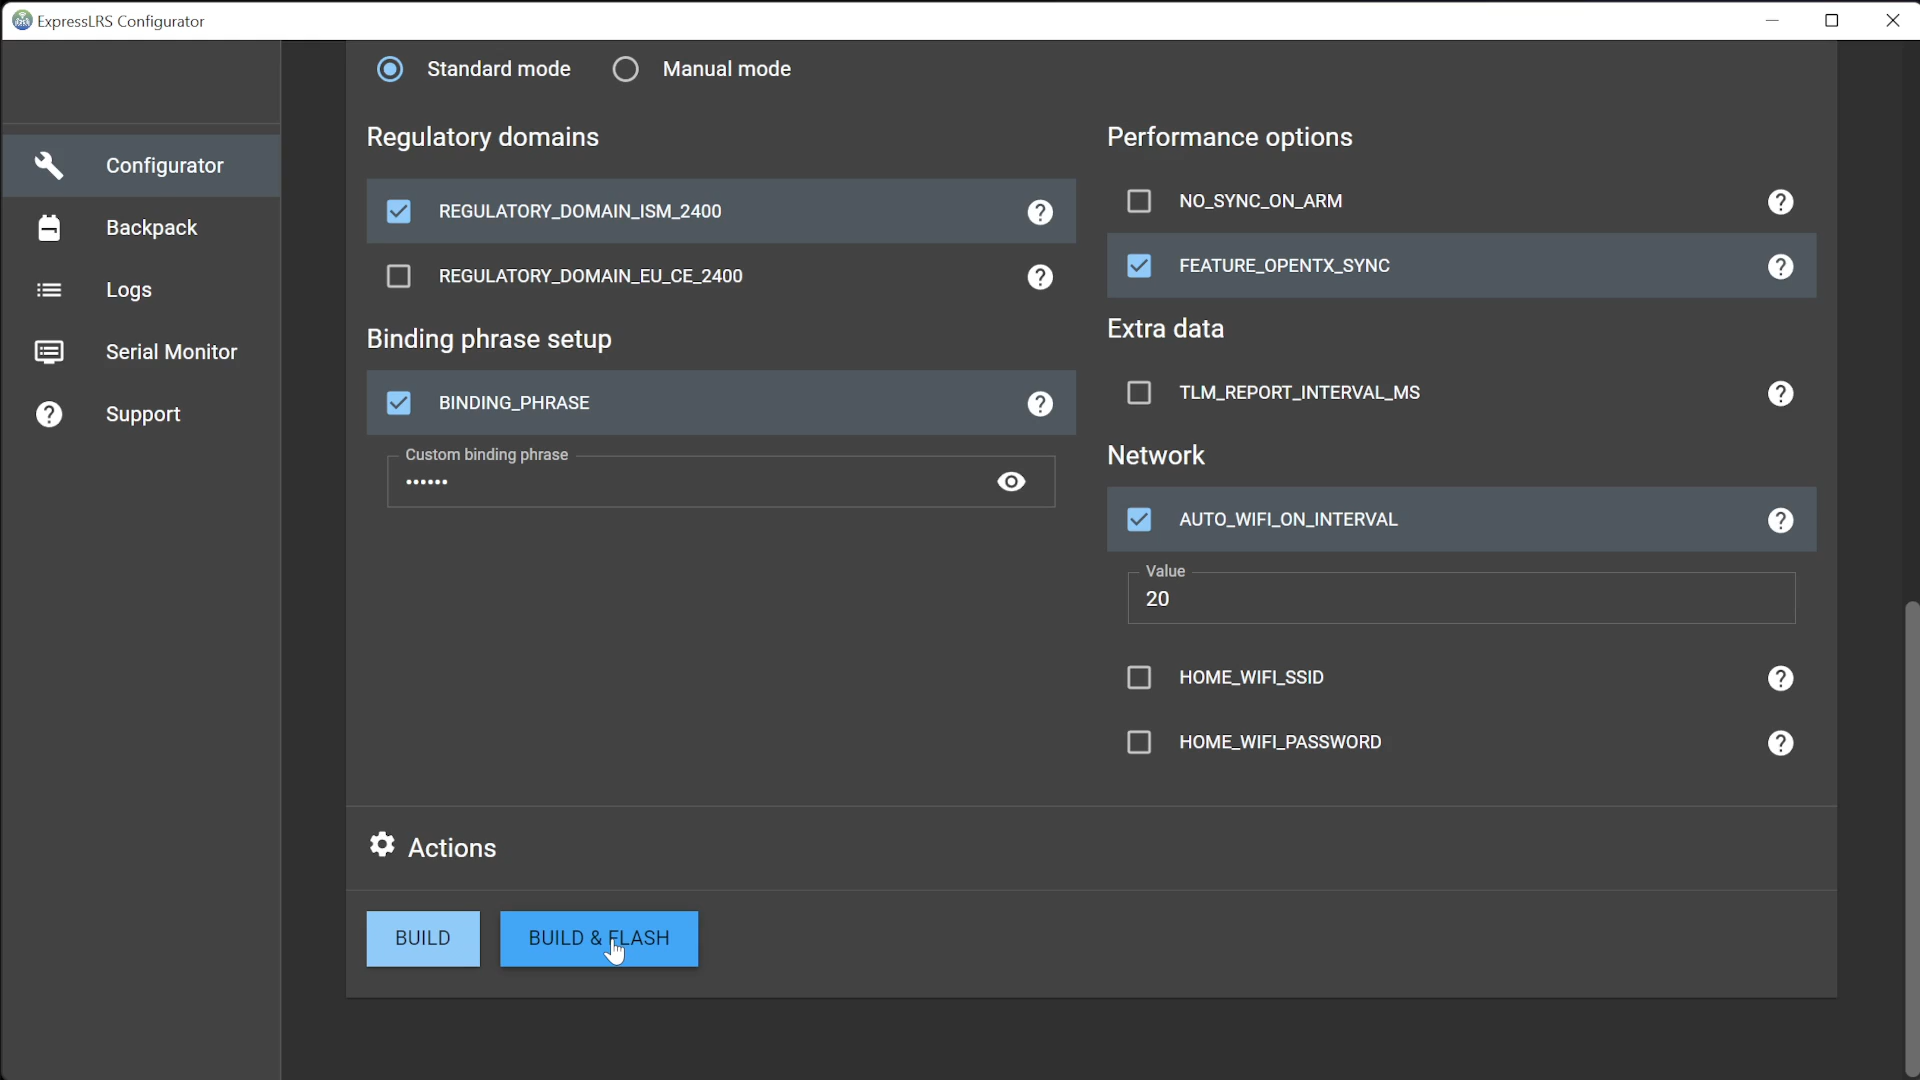 ExpressLRS Configurator
Configurator
Backpack
Logs
Serial Monitor
Support
Standard mode
Manual mode
Regulatory domains
REGULATORY_DOMAIN_ISM_2400
REGULATORY_DOMAIN_EU_CE_2400
Binding phrase setup
BINDING_PHRASE
Custom binding phrase
••••••
Performance options
NO_SYNC_ON_ARM
FEATURE_OPENTX_SYNC
Extra data
TLM_REPORT_INTERVAL_MS
Network
AUTO_WIFI_ON_INTERVAL
Value
20
HOME_WIFI_SSID
HOME_WIFI_PASSWORD
Actions
BUILD
BUILD & FLASH